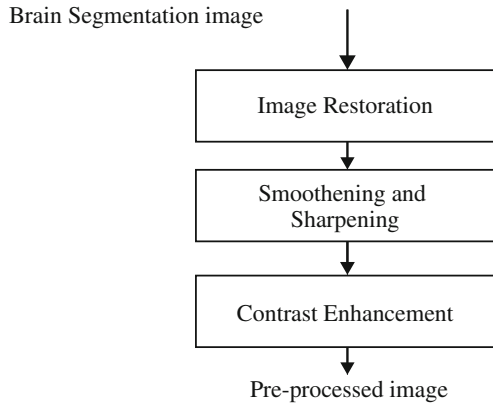 Brain Segmentation image
Image Restoration
Smoothening and
Sharpening
Contrast Enhancement
Pre-processed image